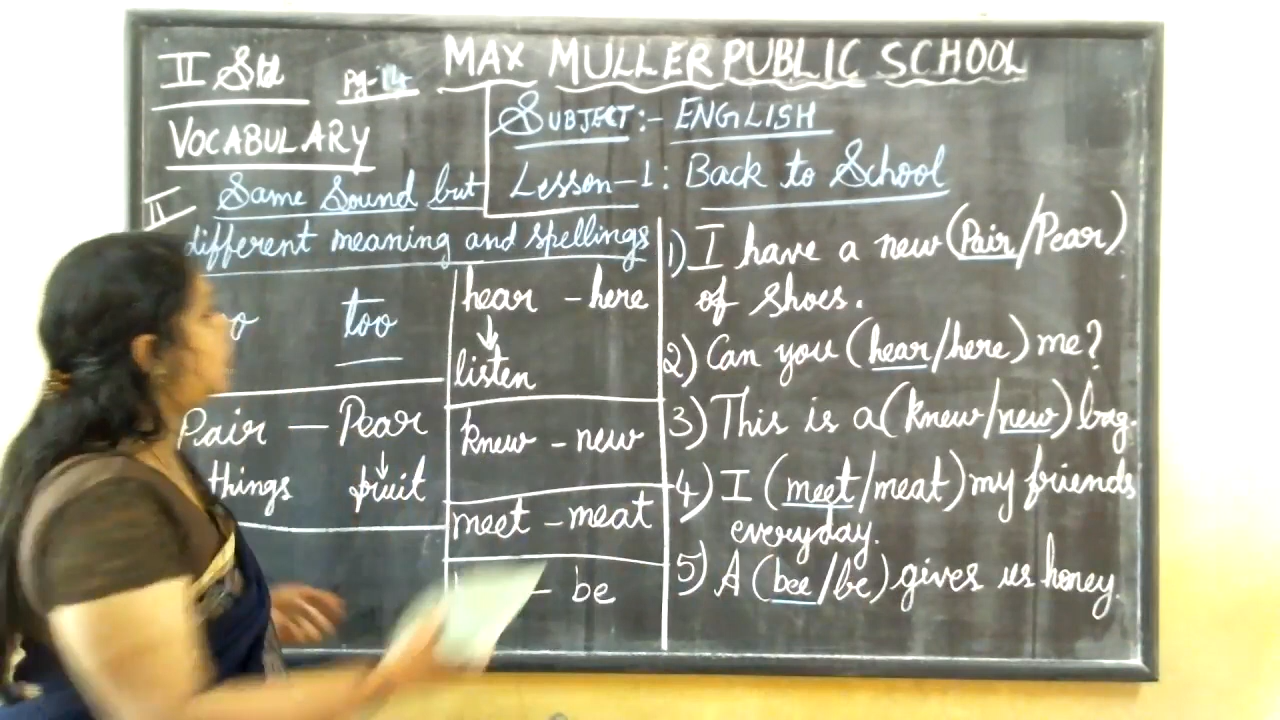 MAX MULLER PUBLIC SCHOOL
II Std Pg-14
SUBJECT:- ENGLISH
VOCABULARY
Lesson-1: Back to School
II Same Sound but
different meaning and spellings
too
Pair — Pear
things fruit
hear - here
listen
knew - new
meet - meat
- be
1) I have a new (Pair/Pear)
of shoes.
2) Can you (hear/here) me?
3) This is a (knew/new) bag.
4) I (meet/meat) my friends
everyday.
5) A (bee/be) gives us honey.